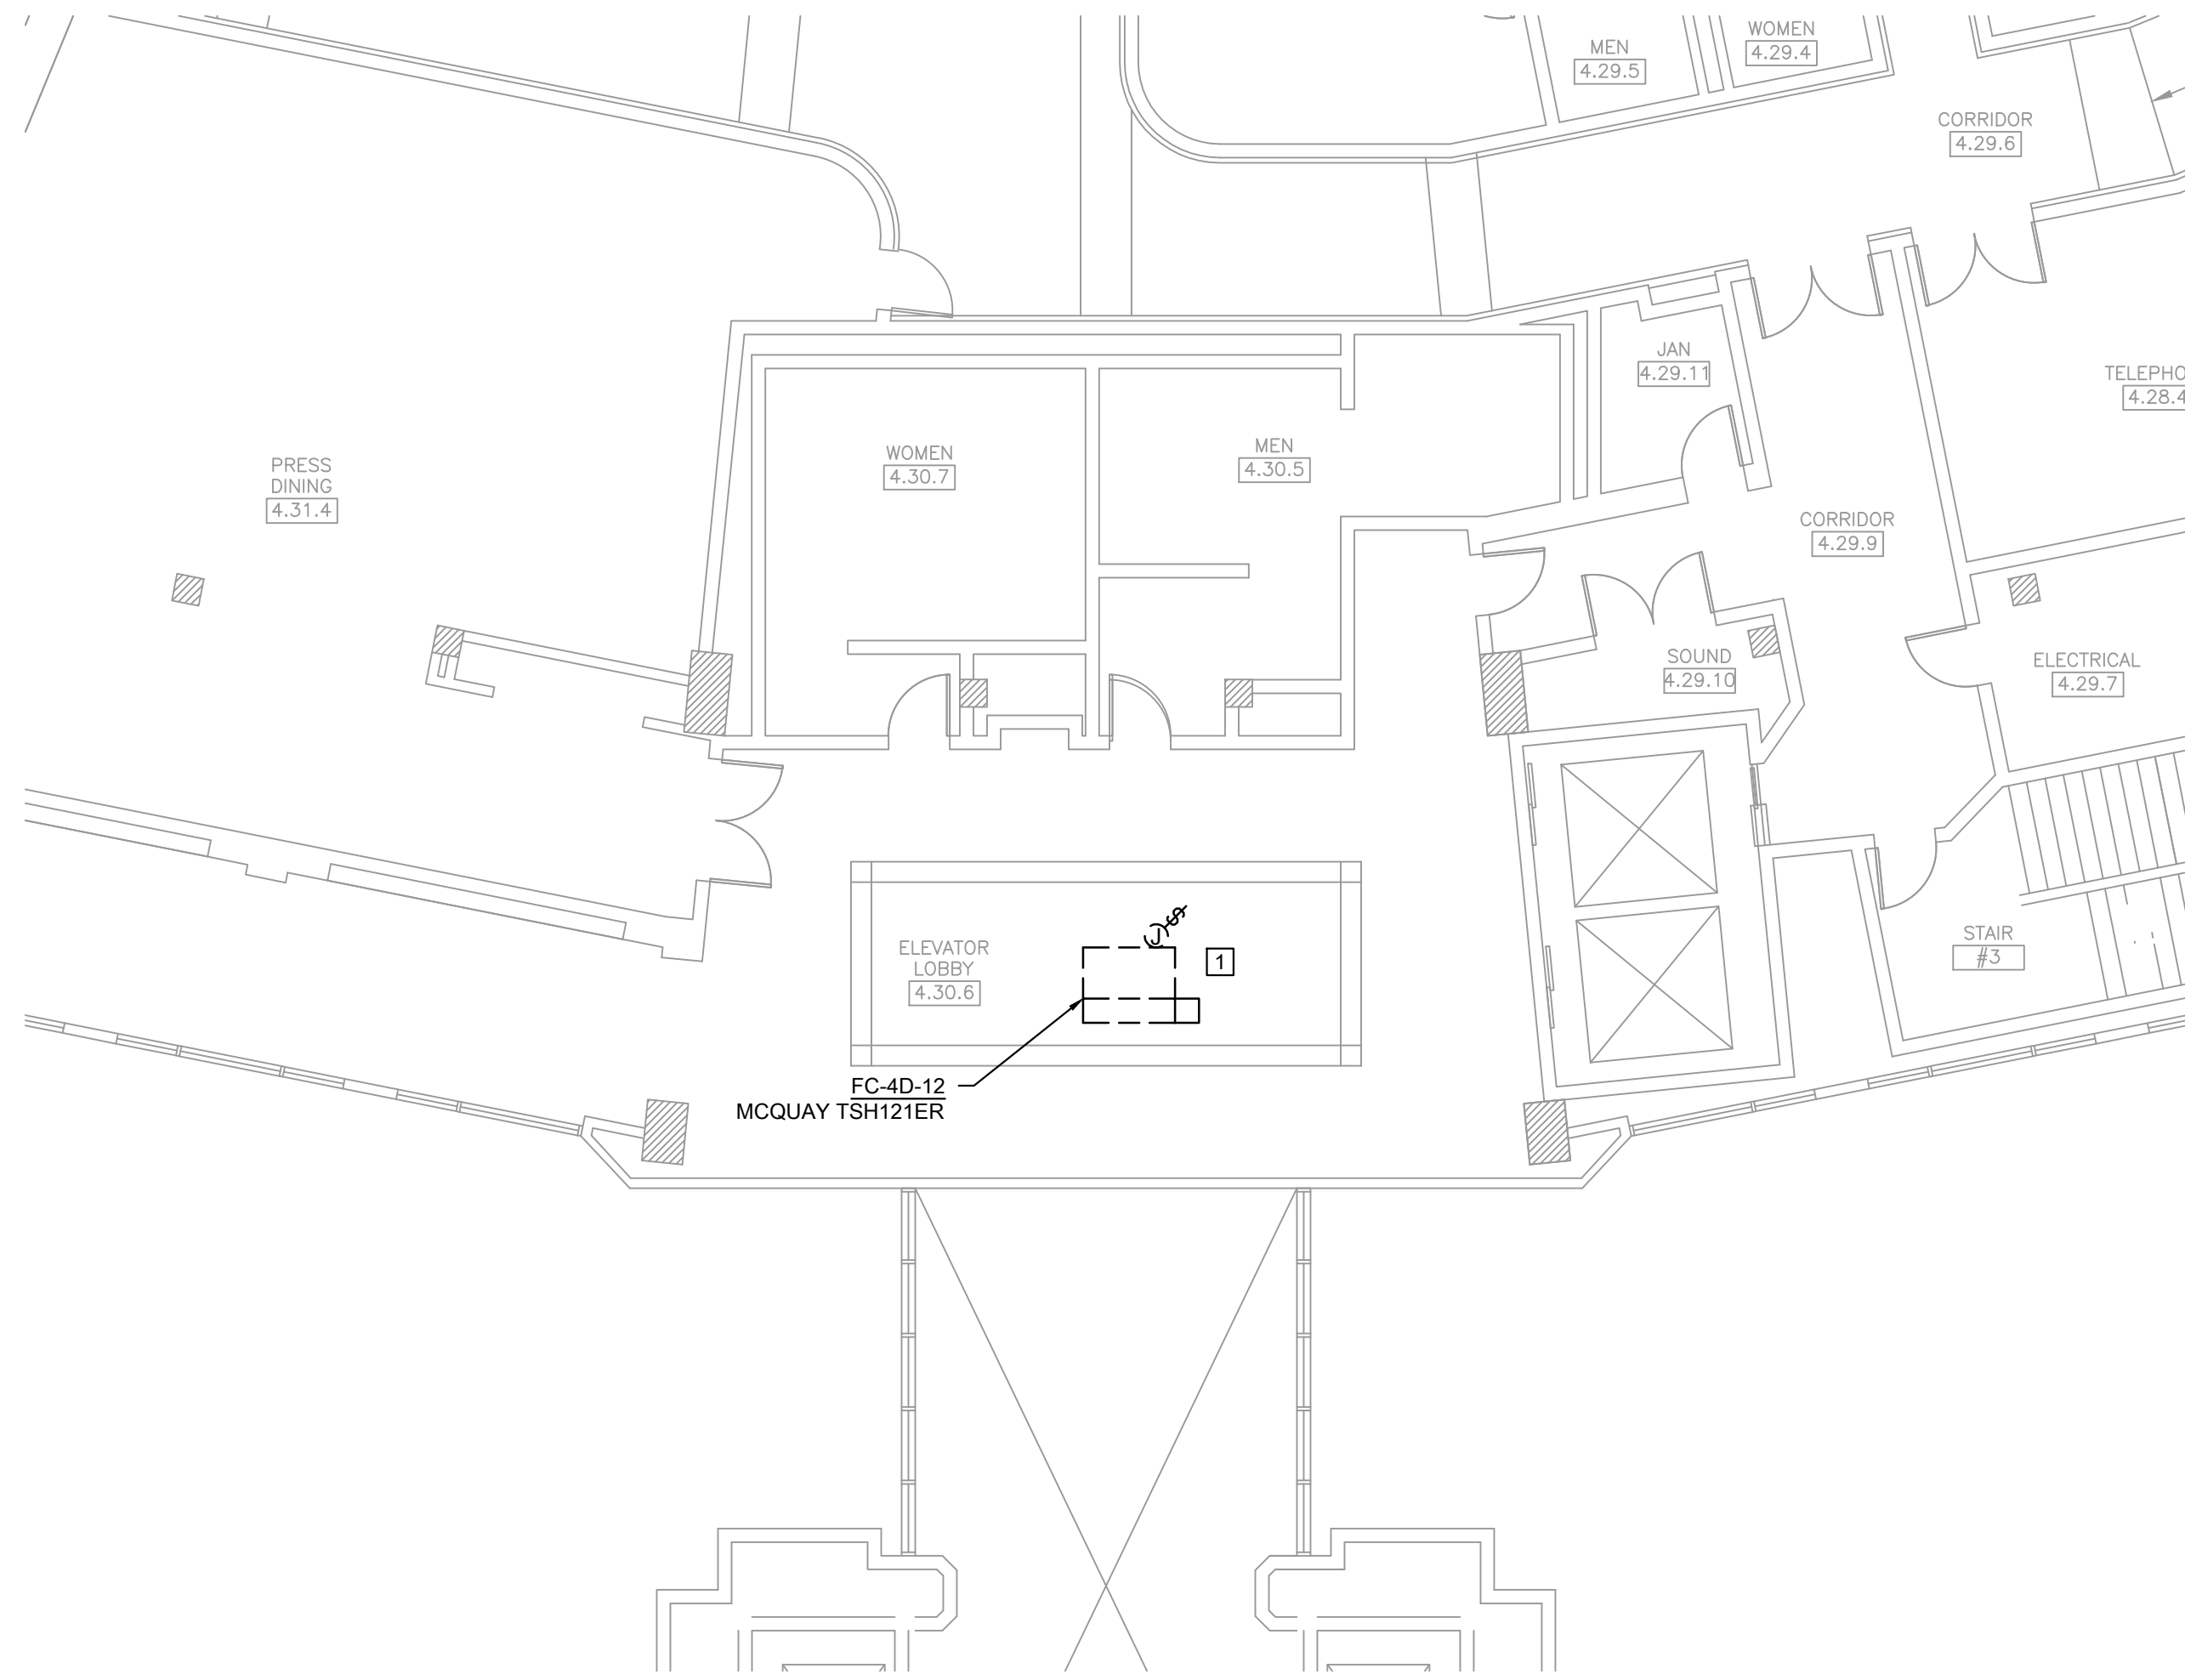 WOMEN
4.29.4
MEN
4.29.5
CORRIDOR
4.29.6
JAN
4.29.11
4.28.4
WOMEN
4.30.7
MEN
4.30.5
PRESS
DINING
4.31.4
CORRIDOR
4.29.9
SOUND
4.29.10
ELECTRICAL
4.29.7
STAIR
#3
ELEVATOR
LOBBY
4.30.6
J
$
1
FC-4D-12
MCQUAY TSH121ER